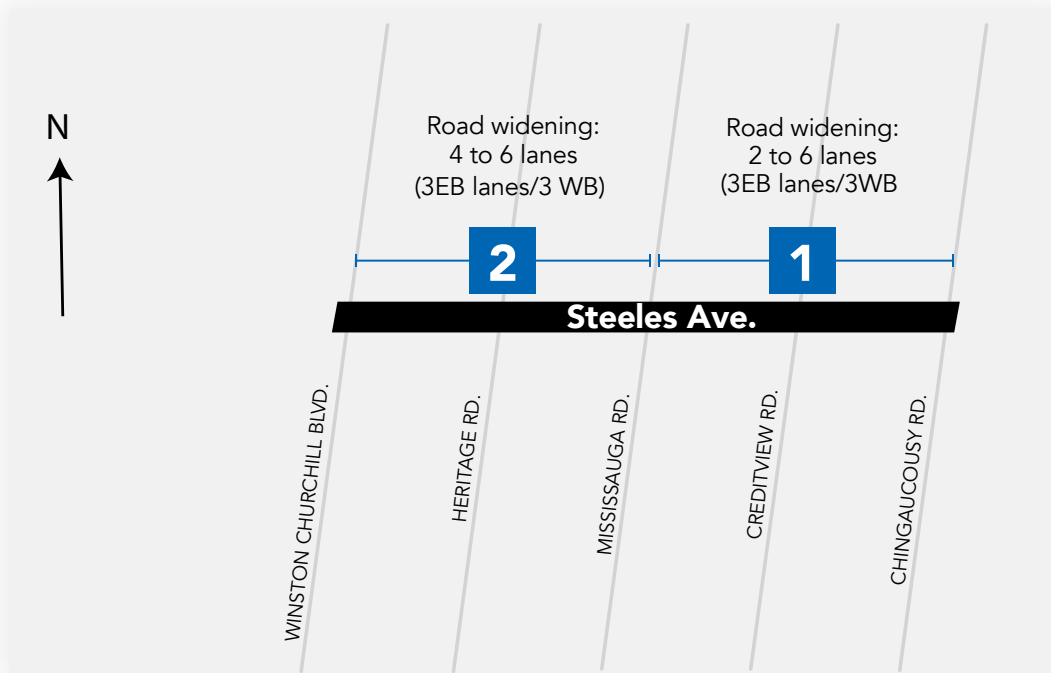 N
Road widening:
4 to 6 lanes
(3EB lanes/3 WB)
Road widening:
2 to 6 lanes
(3EB lanes/3WB
2
1
Steeles Ave.
WINSTON CHURCHILL BLVD.
HERITAGE RD.
MISSISSAUGA RD.
CREDITVIEW RD.
CHINGAUCOUSY RD.